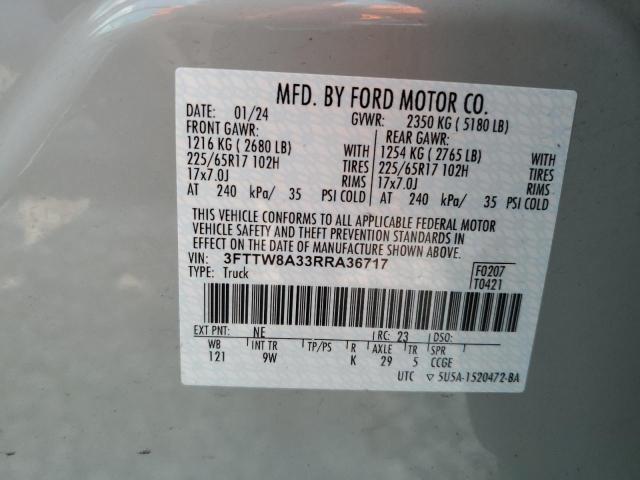 MFD. BY FORD MOTOR CO.
DATE: 01/24 GVWR: 2350 KG ( 5180 LB)
FRONT GAWR: REAR GAWR:
1216 KG ( 2680 LB) WITH 1254 KG ( 2765 LB) WITH
225/65R17 102H TIRES 225/65R17 102H TIRES
17x7.0J RIMS 17x7.0J RIMS
AT 240 kPa/ 35 PSI COLD AT 240 kPa/ 35 PSI COLD
THIS VEHICLE CONFORMS TO ALL APPLICABLE FEDERAL MOTOR
VEHICLE SAFETY AND THEFT PREVENTION STANDARDS IN
EFFECT ON THE DATE OF MANUFACTURE SHOWN ABOVE.
VIN: 3FTTW8A33RRA36717
TYPE: Truck
F0207
T0421
EXT PNT: NE RC: 23 DSO:
WB INT TR TP/PS R AXLE TR SPR
121 9W K 29 5 CCGE
UTC ▽ 5U5A-1520472-BA